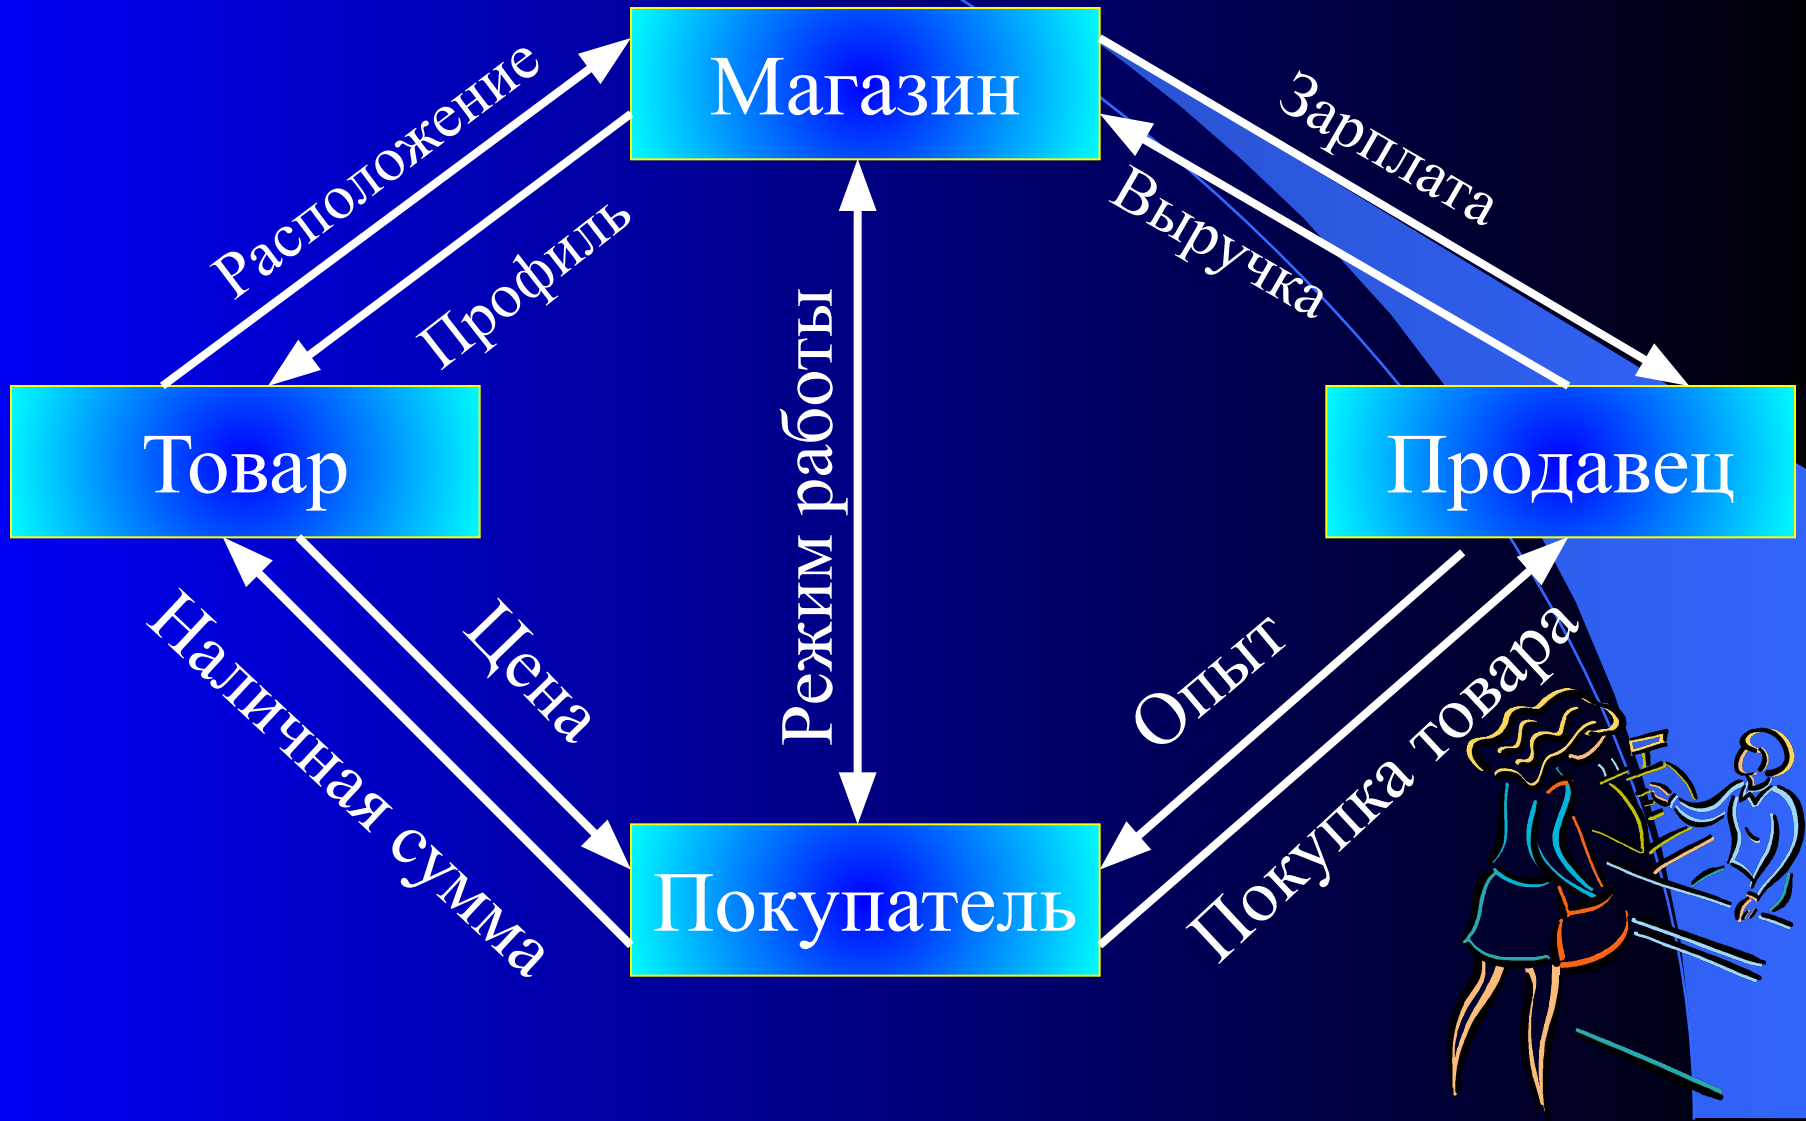 Магазин
Расположение
Зарплата
Профиль
Выручка
Режим работы
Товар
Продавец
Цена
Наличная сумма
Опыт
Покупка товара
Покупатель